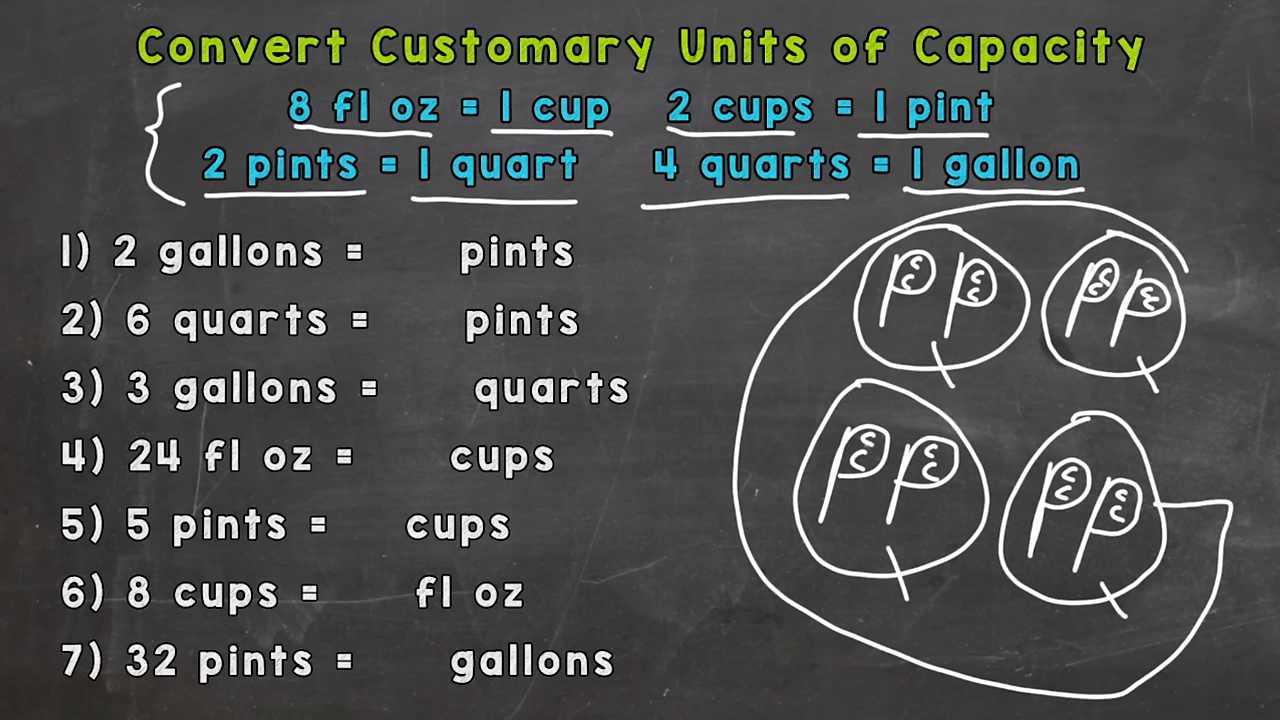 Convert Customary Units of Capacity
8 fl oz = 1 cup 2 cups = 1 pint
2 pints = 1 quart 4 quarts = 1 gallon
1) 2 gallons = pints
2) 6 quarts = pints
3) 3 gallons = quarts
4) 24 fl oz = cups
5) 5 pints = cups
6) 8 cups = fl oz
7) 32 pints = gallons
P C C P C C P C C P C C
Q Q
P C C P C C P C C P C C
Q Q
G